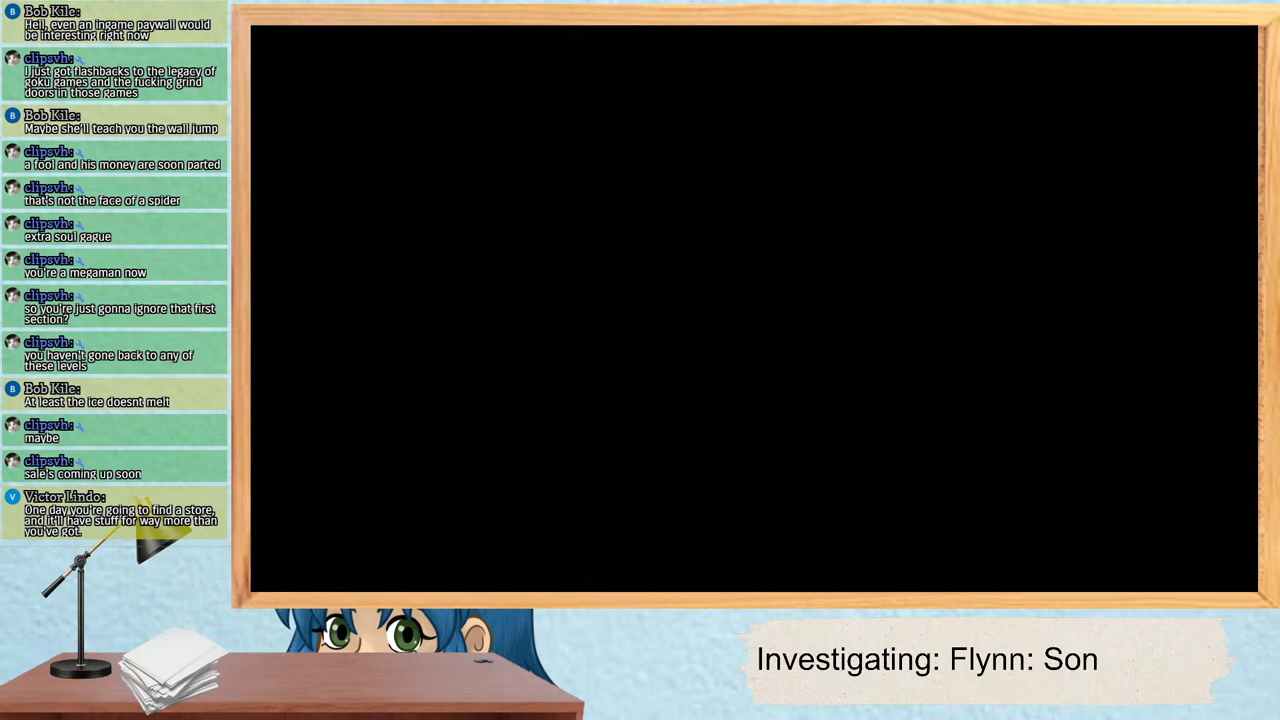 B Bob Kile:
Hell, even an ingame paywall would
be interesting right now
clipsvh:
I just got flashbacks to the legacy of
goku games and the fucking grind
doors in those games
B Bob Kile:
Maybe she'll teach you the wall jump
clipsvh:
a fool and his money are soon parted
clipsvh:
that's not the face of a spider
clipsvh:
extra soul gague
clipsvh:
you're a megaman now
clipsvh:
so you're just gonna ignore that first
section?
clipsvh:
you haven't gone back to any of
these levels
B Bob Kile:
At least the ice doesnt melt
clipsvh:
maybe
clipsvh:
sale's coming up soon
V Victor Lindo:
One day you're going to find a store,
and it'll have stuff for way more than
you've got.
Investigating: Flynn: Son